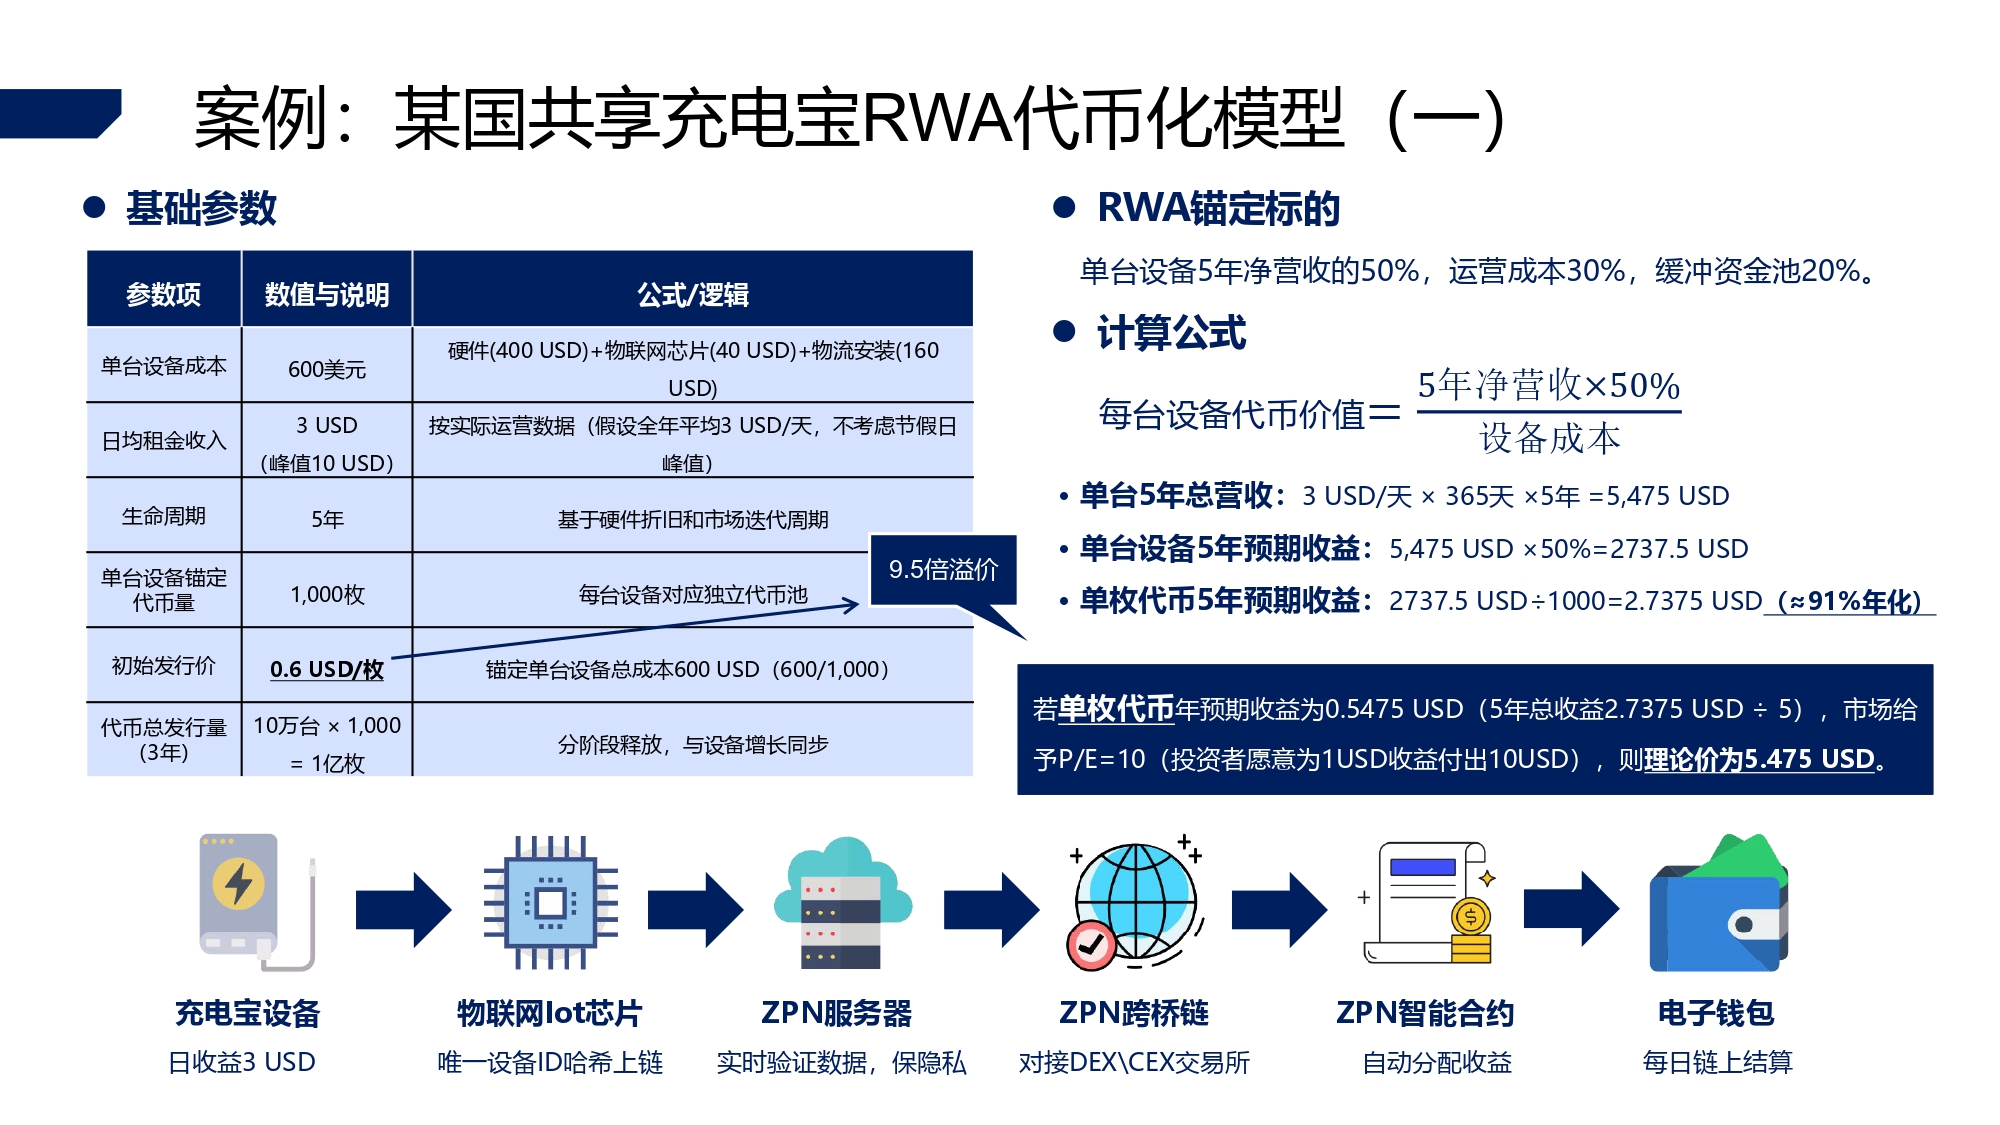 案例：某国共享充电宝RWA代币化模型（一）
● 基础参数
参数项 数值与说明 公式/逻辑
单台设备成本 600美元 硬件(400 USD)+物联网芯片(40 USD)+物流安装(160
USD)
日均租金收入 3 USD
（峰值10 USD） 按实际运营数据（假设全年平均3 USD/天，不考虑节假日
峰值）
生命周期 5年 基于硬件折旧和市场迭代周期
单台设备锚定
代币量 1,000枚 每台设备对应独立代币池
初始发行价 0.6 USD/枚 锚定单台设备总成本600 USD（600/1,000）
代币总发行量
(3年) 10万台 × 1,000
= 1亿枚 分阶段释放，与设备增长同步
9.5倍溢价
● RWA锚定标的
单台设备5年净营收的50%，运营成本30%，缓冲资金池20%。
● 计算公式
每台设备代币价值＝ 5年净营收×50%
设备成本
• 单台5年总营收：3 USD/天 × 365天 ×5年 =5,475 USD
• 单台设备5年预期收益：5,475 USD ×50%=2737.5 USD
• 单枚代币5年预期收益：2737.5 USD÷1000=2.7375 USD（≈91%年化）
若单枚代币年预期收益为0.5475 USD（5年总收益2.7375 USD ÷ 5），市场给
予P/E=10（投资者愿意为1USD收益付出10USD），则理论价为5.475 USD。
充电宝设备
日收益3 USD
物联网Iot芯片
唯一设备ID哈希上链
ZPN服务器
实时验证数据，保隐私
ZPN跨桥链
对接DEX\CEX交易所
ZPN智能合约
自动分配收益
电子钱包
每日链上结算